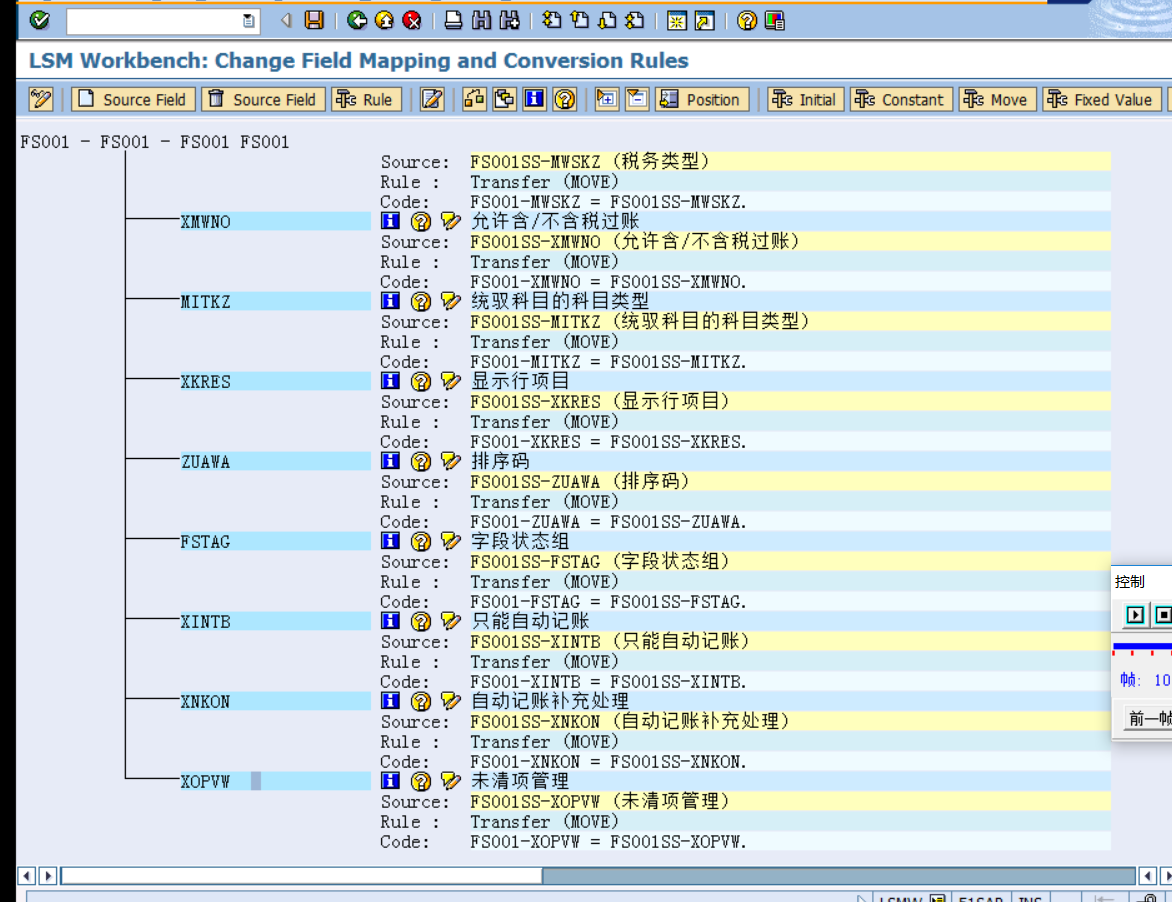 LSM Workbench: Change Field Mapping and Conversion Rules
Source Field Source Field Rule Position Initial Constant Move Fixed Value
FS001 - FS001 - FS001 FS001
Source: FS001SS-MWSKZ (税务类型)
Rule : Transfer (MOVE)
Code: FS001-MWSKZ = FS001SS-MWSKZ.
XMWNO 允许含/不含税过账
Source: FS001SS-XMWNO (允许含/不含税过账)
Rule : Transfer (MOVE)
Code: FS001-XMWNO = FS001SS-XMWNO.
MITKZ 统驭科目的科目类型
Source: FS001SS-MITKZ (统驭科目的科目类型)
Rule : Transfer (MOVE)
Code: FS001-MITKZ = FS001SS-MITKZ.
XKRES 显示行项目
Source: FS001SS-XKRES (显示行项目)
Rule : Transfer (MOVE)
Code: FS001-XKRES = FS001SS-XKRES.
ZUAWA 排序码
Source: FS001SS-ZUAWA (排序码)
Rule : Transfer (MOVE)
Code: FS001-ZUAWA = FS001SS-ZUAWA.
FSTAG 字段状态组
Source: FS001SS-FSTAG (字段状态组)
Rule : Transfer (MOVE)
Code: FS001-FSTAG = FS001SS-FSTAG.
XINTB 只能自动记账
Source: FS001SS-XINTB (只能自动记账)
Rule : Transfer (MOVE)
Code: FS001-XINTB = FS001SS-XINTB.
XNKON 自动记账补充处理
Source: FS001SS-XNKON (自动记账补充处理)
Rule : Transfer (MOVE)
Code: FS001-XNKON = FS001SS-XNKON.
XOPVW 未清项管理
Source: FS001SS-XOPVW (未清项管理)
Rule : Transfer (MOVE)
Code: FS001-XOPVW = FS001SS-XOPVW.
控制
帧: 10
前一帧
LSMW INS